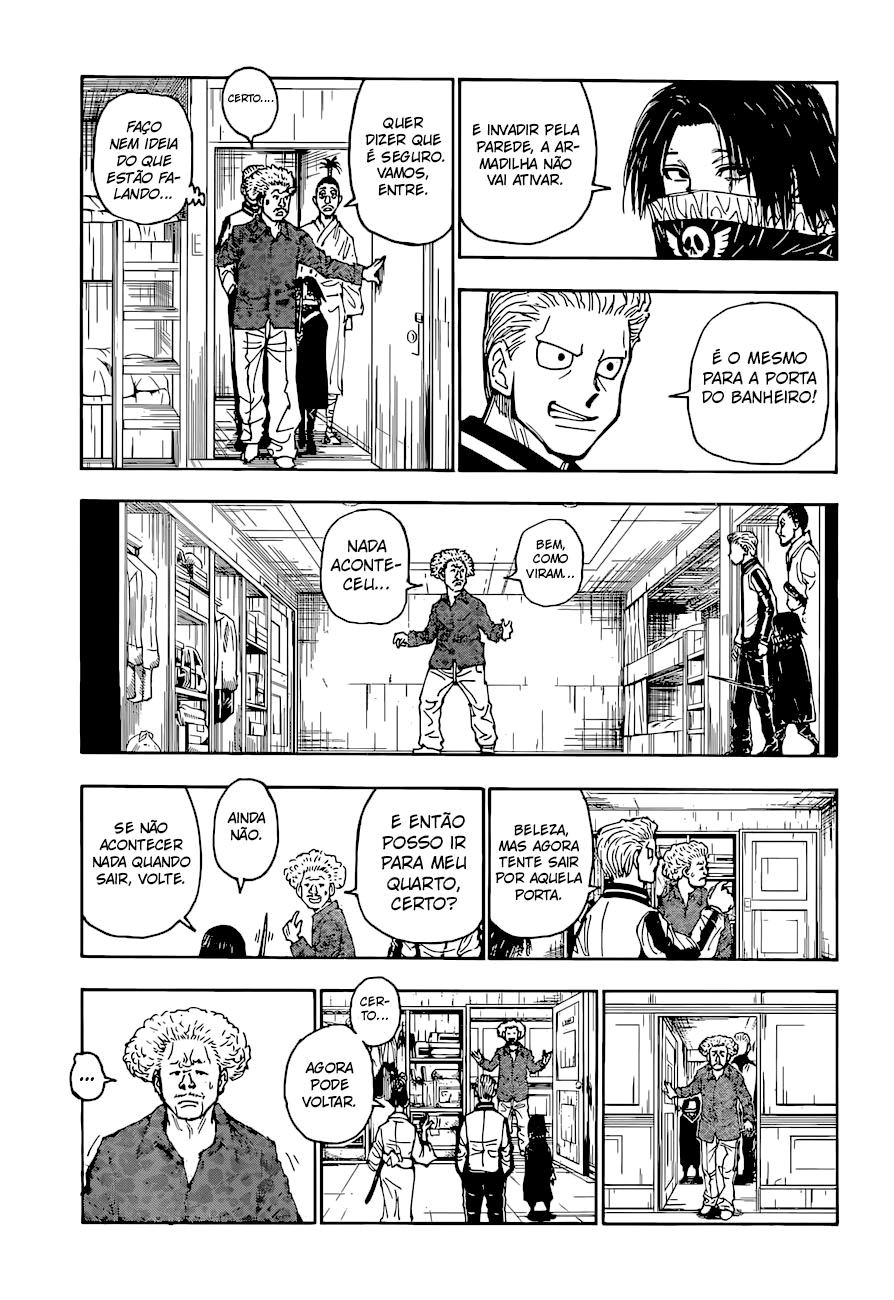 E INVADIR PELA
PAREDE, A AR-
MADILHA NÃO
VAI ATIVAR.
É O MESMO
PARA A PORTA
DO BANHEIRO!
QUER
DIZER QUE
É SEGURO.
VAMOS,
ENTRE.
CERTO....
FAÇO
NEM IDEIA
DO QUE
ESTÃO FA-
LANDO...
BEM,
COMO
VIRAM...
NADA
ACONTE-
CEU...
BELEZA,
MAS AGORA
TENTE SAIR
POR AQUELA
PORTA.
E ENTÃO
POSSO IR
PARA MEU
QUARTO,
CERTO?
AINDA
NÃO.
SE NÃO
ACONTECER
NADA QUANDO
SAIR, VOLTE.
CER-
TO...
AGORA
PODE
VOLTAR.
...